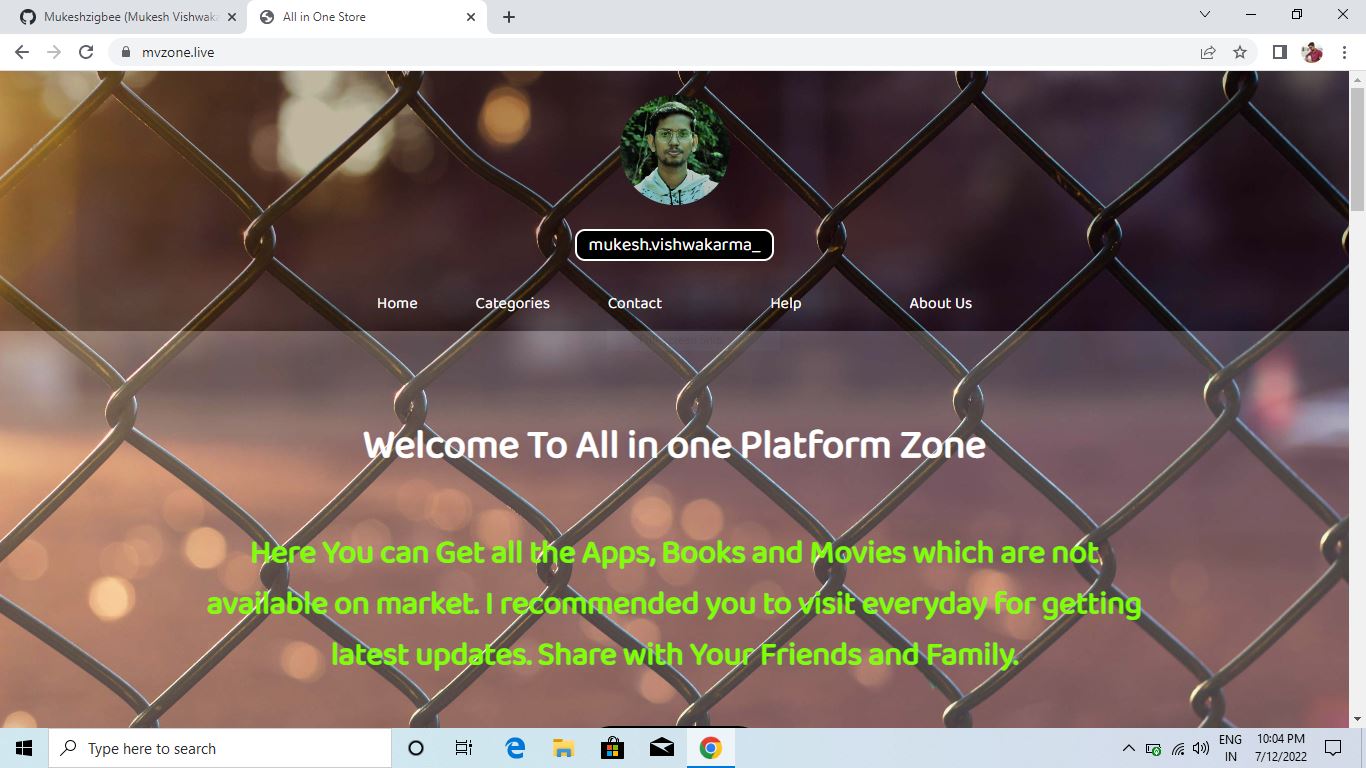 Mukeshzigbee (Mukesh Vishwaka
All in One Store
mvzone.live
mukesh.vishwakarma_
Home Categories Contact Help About Us
Welcome To All in one Platform Zone
Here You can Get all the Apps, Books and Movies which are not
available on market. I recommended you to visit everyday for getting
latest updates. Share with Your Friends and Family.
Type here to search
ENG
IN
10:04 PM
7/12/2022